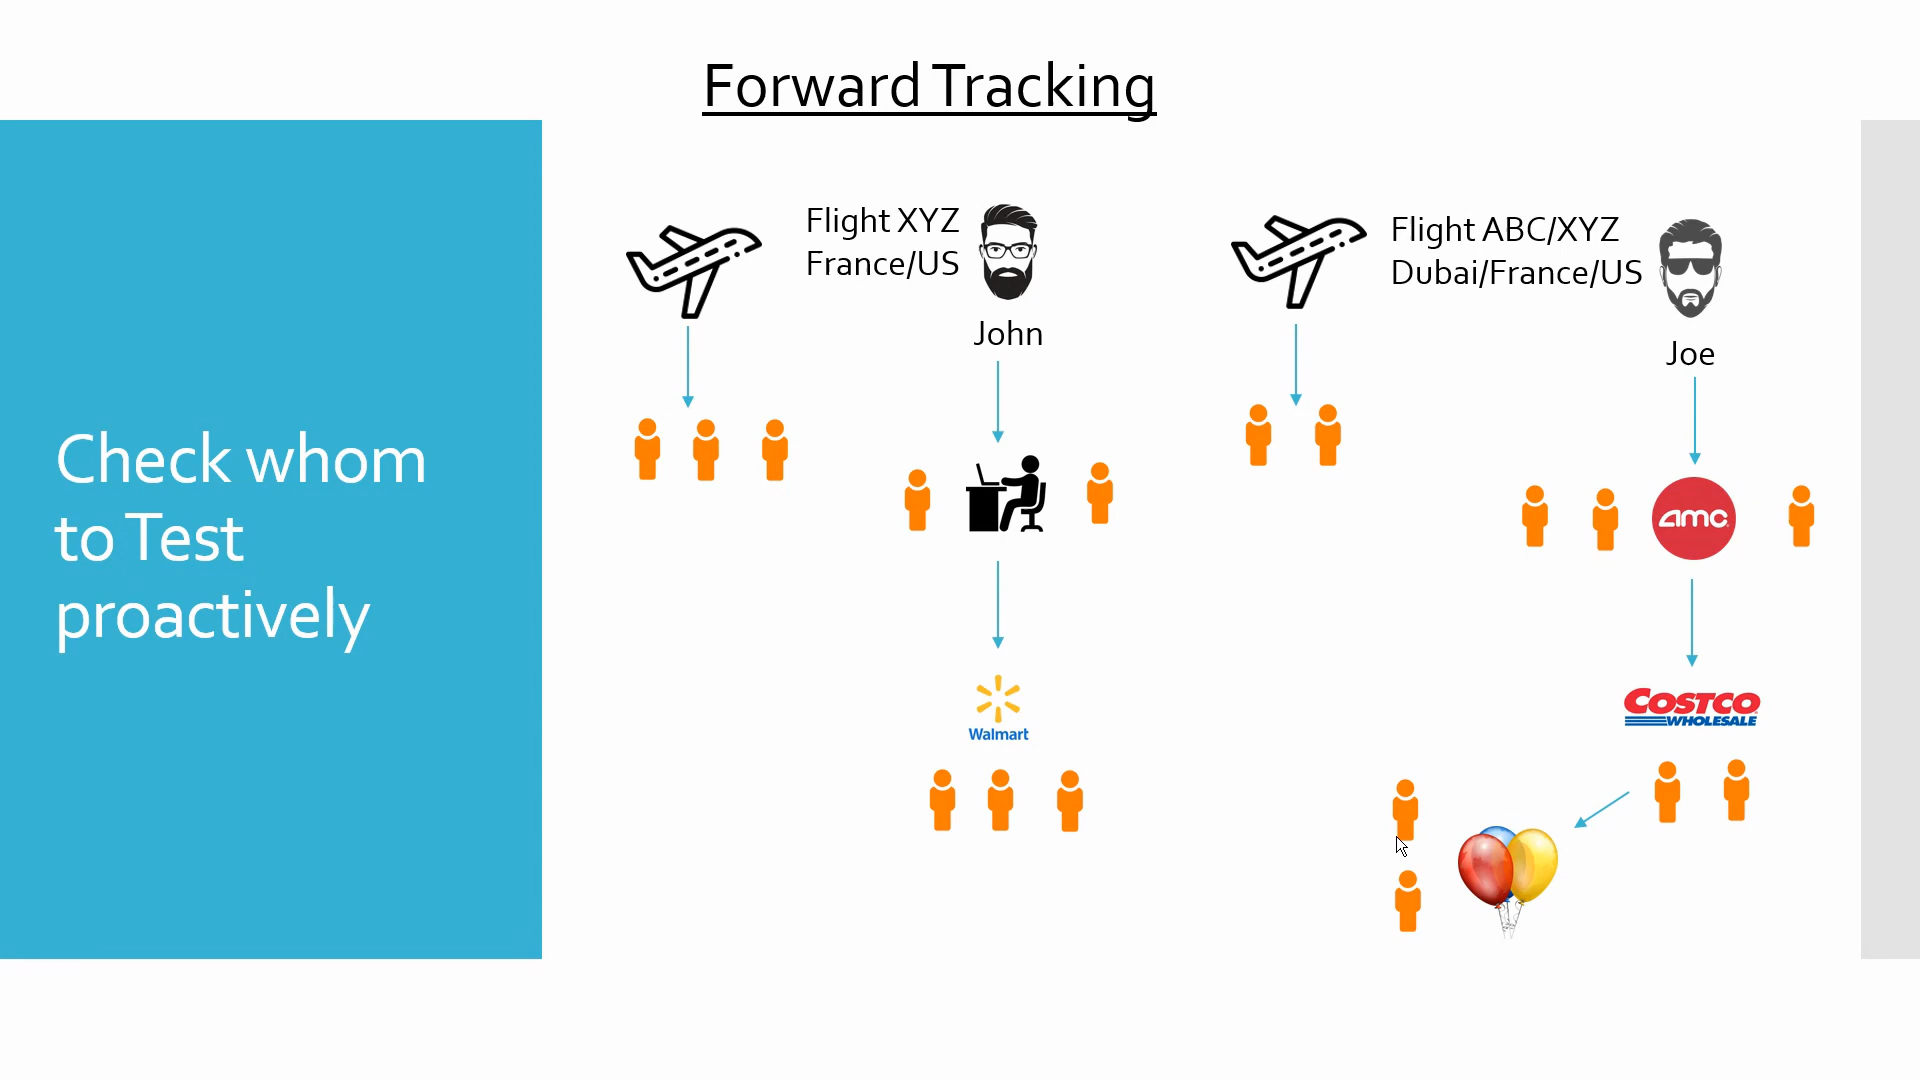 Forward Tracking
Check whom
to Test
proactively
Flight XYZ
France/US
John
Walmart
Flight ABC/XYZ
Dubai/France/US
Joe
amc
COSTCO
WHOLESALE